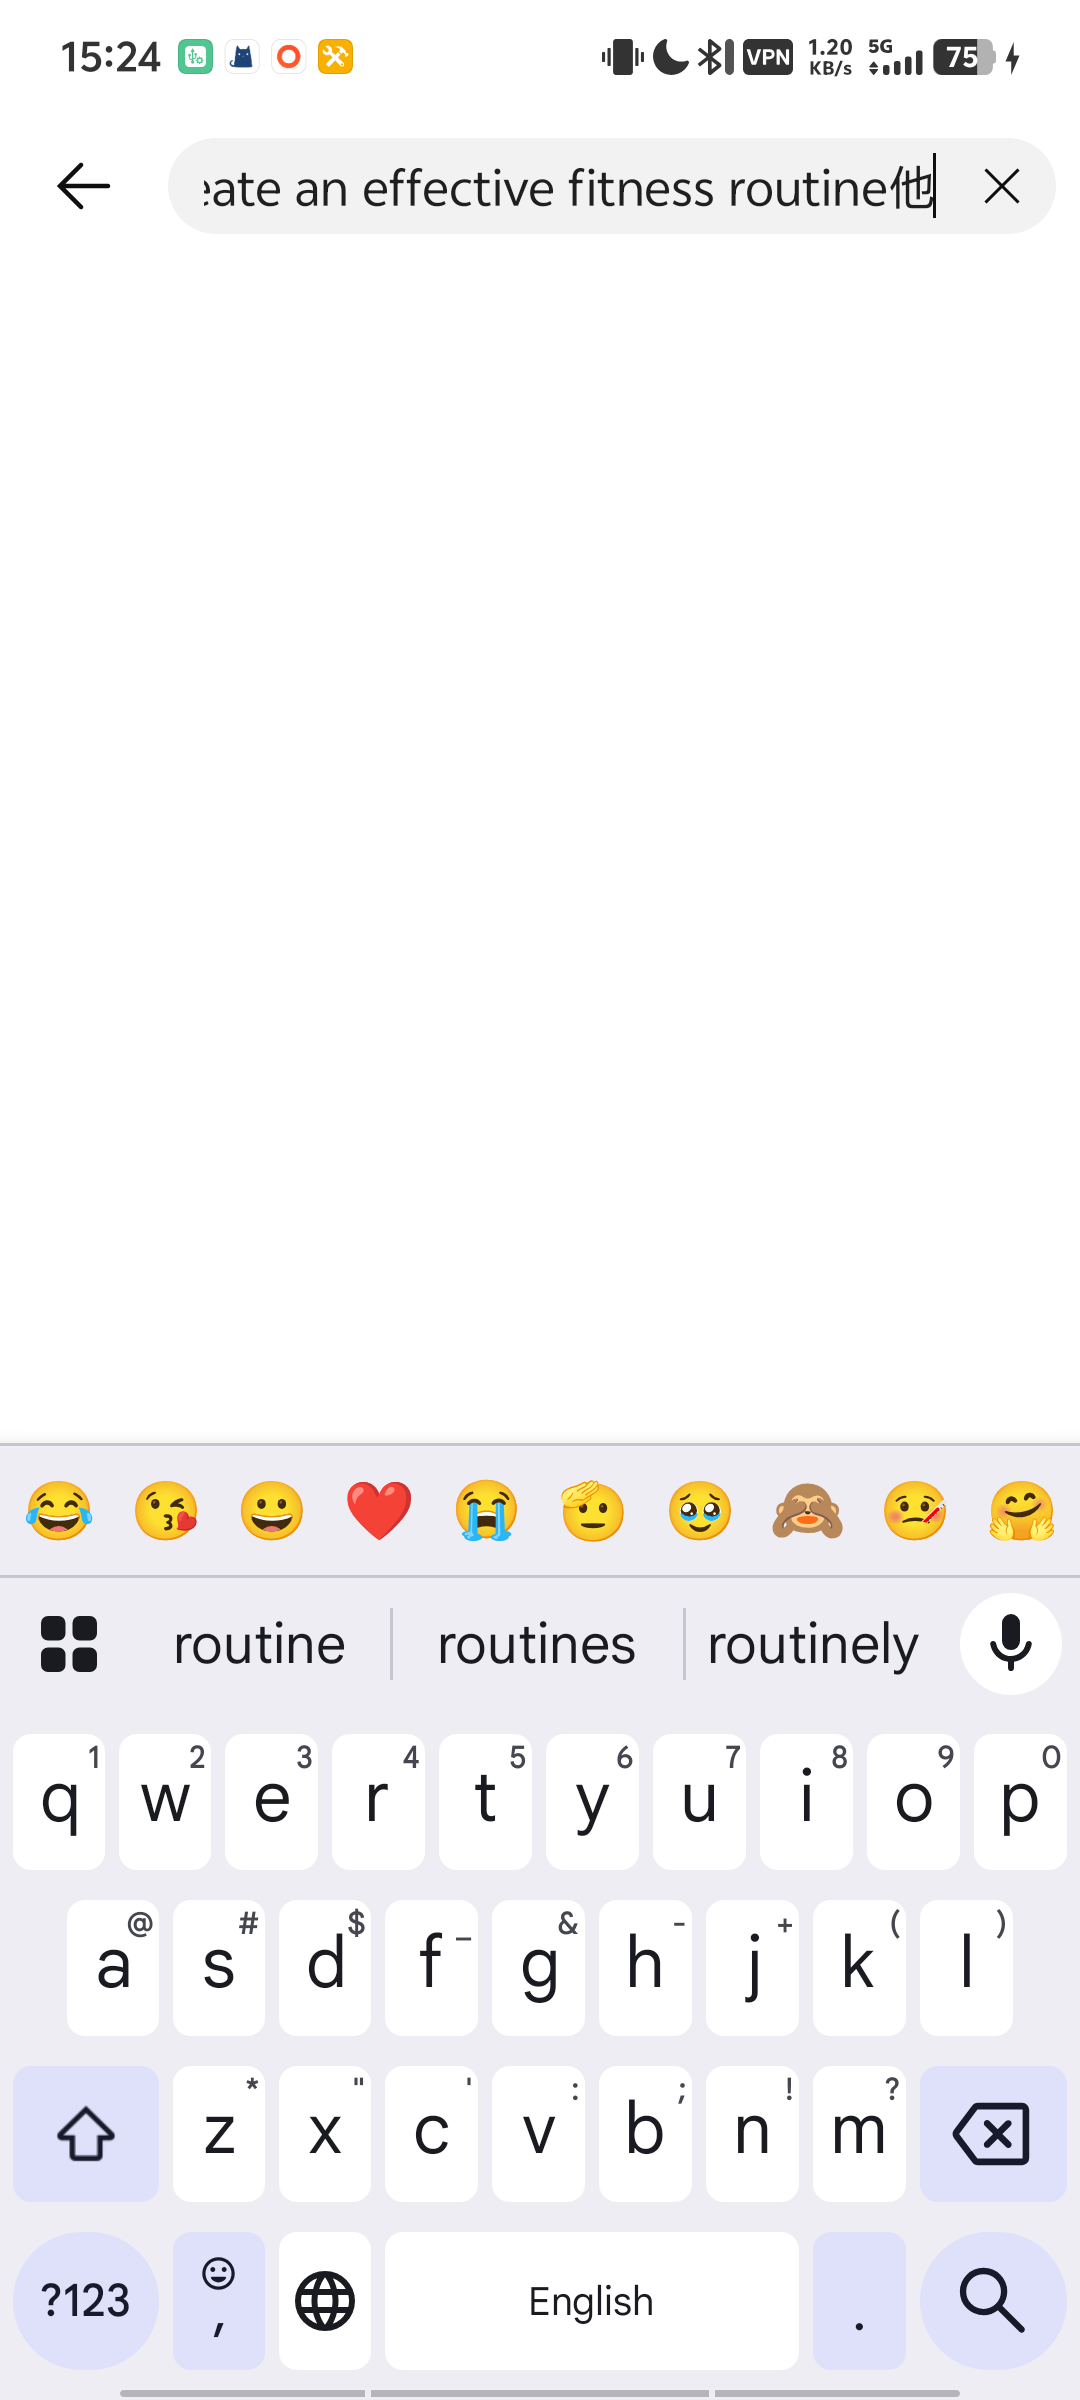 15:24 VPN 1.20 KB/s 5G 75
eate an effective fitness routine他
routine routines routinely
q 1 w 2 e 3 r 4 t 5 y 6 u 7 i 8 o 9 p 0
a @ s # d $ f _ g & h - j + k ( l )
z * x " c ' v : b ; n ! m ?
?123 , English .